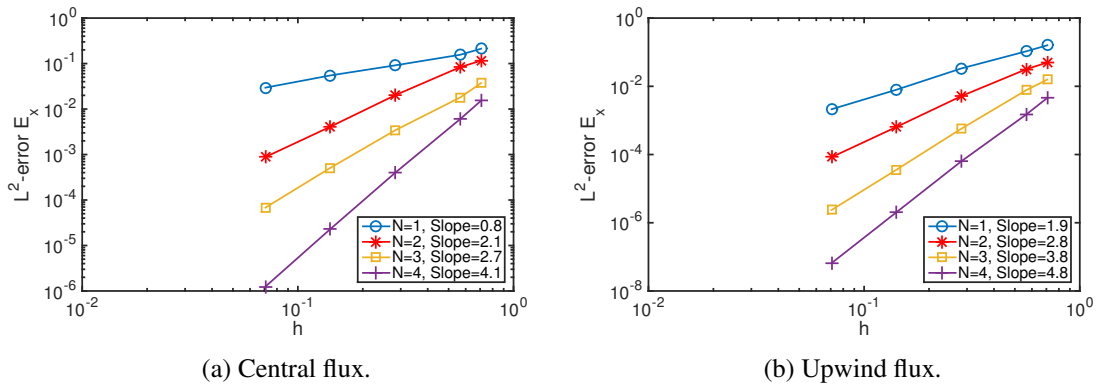 10^0
10^-1
10^-2
10^-3
10^-4
10^-5
10^-6
L^2-error E_x
10^-2
10^-1
10^0
h
N=1, Slope=0.8
N=2, Slope=2.1
N=3, Slope=2.7
N=4, Slope=4.1
(a) Central flux.
10^0
10^-2
10^-4
10^-6
10^-8
L^2-error E_x
10^-2
10^-1
10^0
h
N=1, Slope=1.9
N=2, Slope=2.8
N=3, Slope=3.8
N=4, Slope=4.8
(b) Upwind flux.